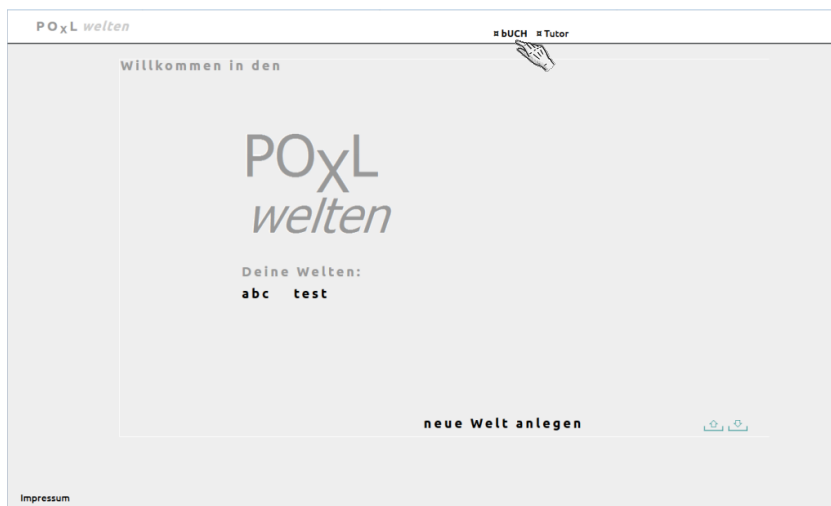 POXL welten
¤ bUCH ¤ Tutor
Willkommen in den
POXL
welten
Deine Welten:
abc test
neue Welt anlegen
Impressum